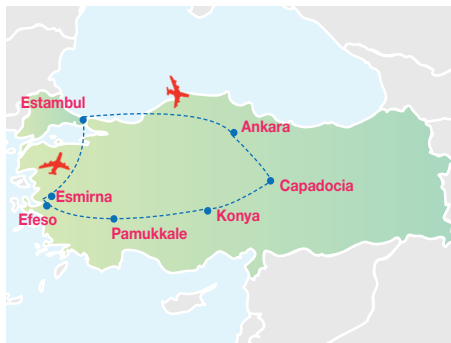 Estambul
Ankara
Capadocia
Esmirna
Efeso
Konya
Pamukkale